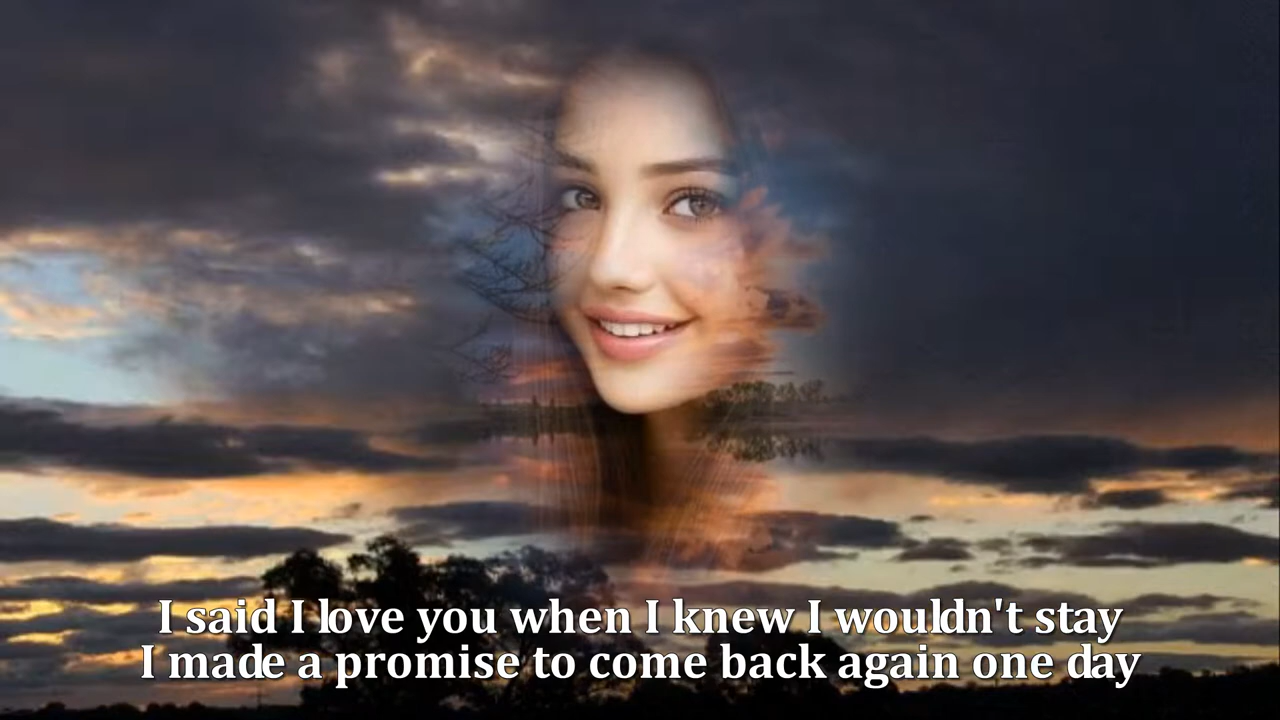 I said I love you when I knew I wouldn't stay
I made a promise to come back again one day